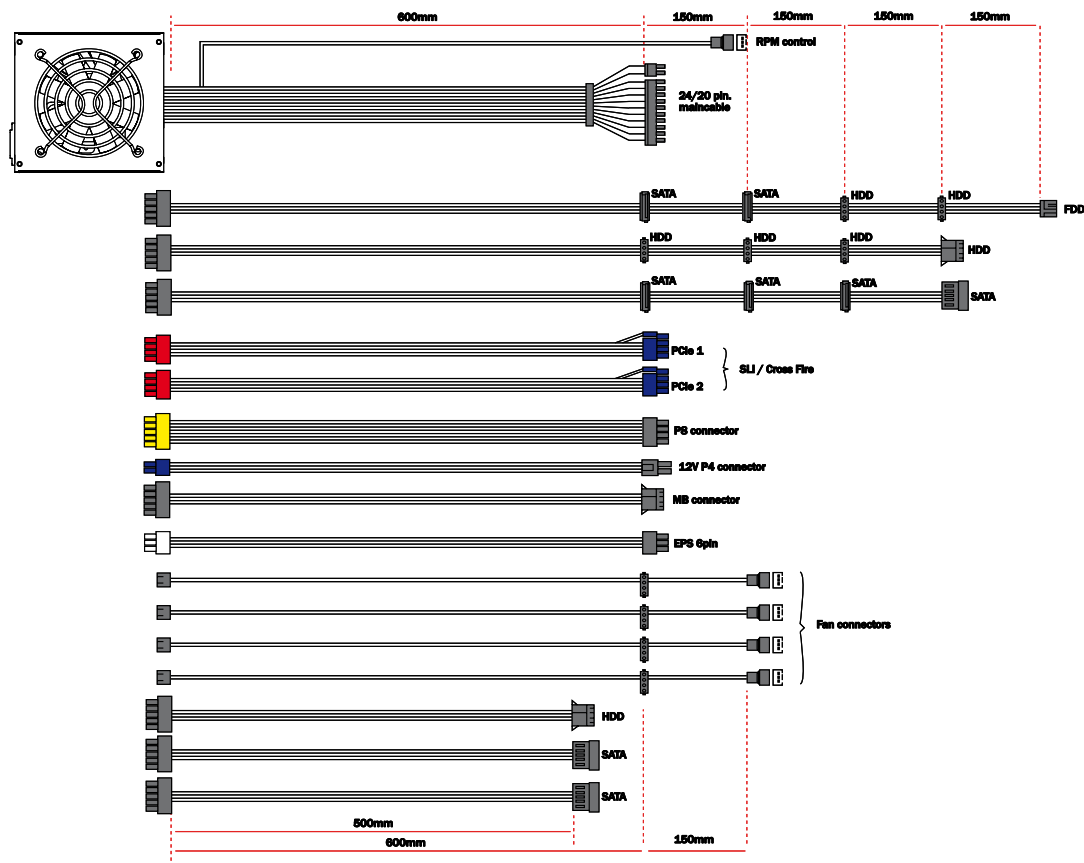 600mm
150mm
150mm
150mm
150mm
RPM control
24/20 pin.
maincable
SATA
SATA
HDD
HDD
FDD
HDD
HDD
HDD
HDD
SATA
SATA
SATA
SATA
PCIe 1
SLI / Cross Fire
PCIe 2
P8 connector
12V P4 connector
MB connector
EPS 6pin
Fan connectors
HDD
SATA
SATA
500mm
600mm
150mm